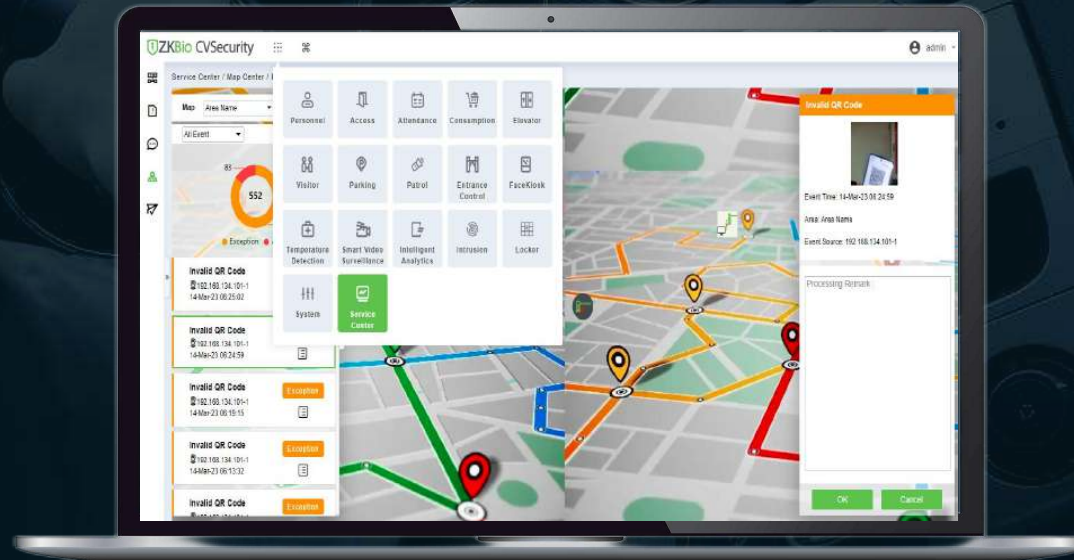 ZKBio CVSecurity
admin
Service Center / Map Center /
Map
Area Name
All Event
83
552
Exception
Invalid QR Code
192.168.134.101-1
14-Mar-23 06:25:02
Invalid QR Code
192.168.134.101-1
14-Mar-23 06:24:59
Invalid QR Code
Exception
192.168.134.101-1
14-Mar-23 06:19:15
Invalid QR Code
Exception
192.168.134.101-1
14-Mar-23 06:13:32
Invalid QR Code
Exception
Personnel
Access
Attendance
Consumption
Elevator
Visitor
Parking
Patrol
Entrance
Control
FaceKiosk
Temperature
Detection
Smart Video
Surveillance
Intelligent
Analytics
Intrusion
Locker
System
Service
Center
Invalid QR Code
Event Time: 14-Mar-23 06:24:59
Area: Area Name
Event Source: 192.168.134.101-1
Processing Remark
OK
Cancel